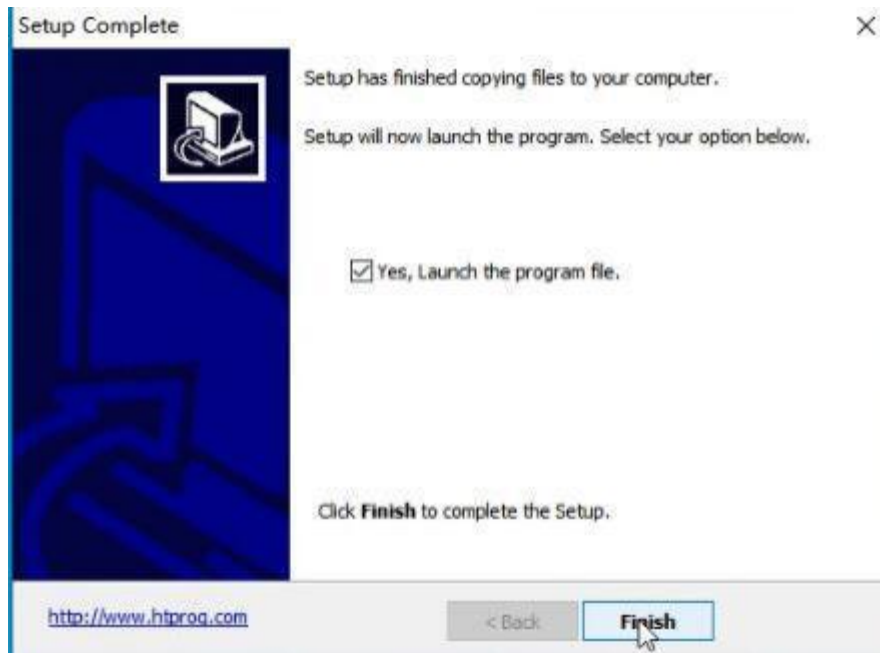 Setup Complete
Setup has finished copying files to your computer.
Setup will now launch the program. Select your option below.
Yes, Launch the program file.
Click Finish to complete the Setup.
http://www.htprog.com
< Back
Finish